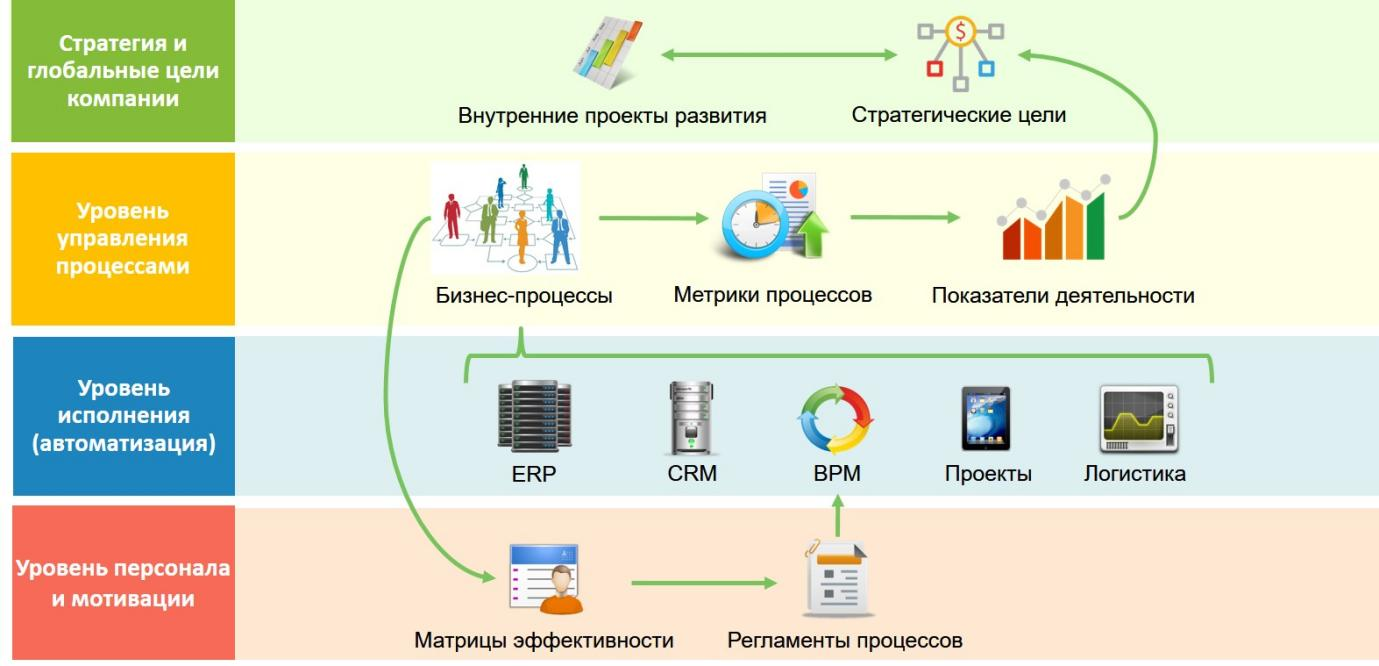 Стратегия и
глобальные цели
компании
Внутренние проекты развития
Стратегические цели
Уровень
управления
процессами
Бизнес-процессы
Метрики процессов
Показатели деятельности
Уровень
исполнения
(автоматизация)
ERP
CRM
BPM
Проекты
Логистика
Уровень персонала
и мотивации
Матрицы эффективности
Регламенты процессов